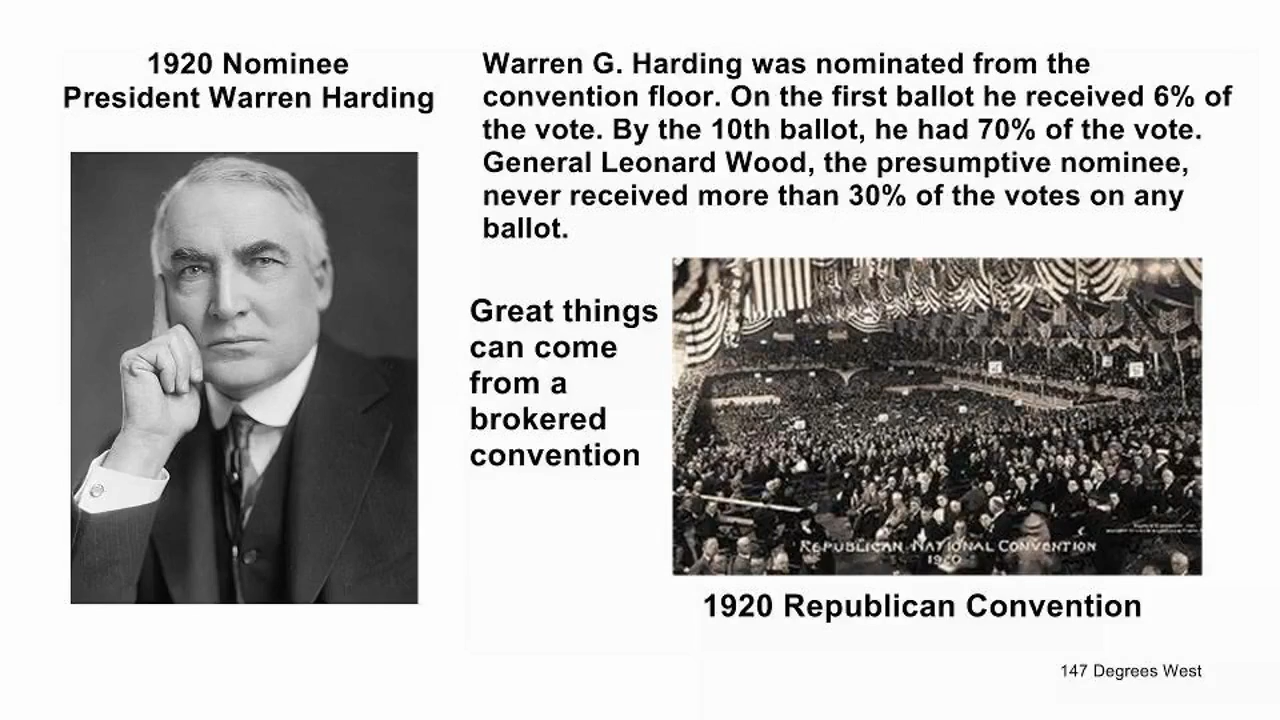 1920 Nominee
President Warren Harding
Warren G. Harding was nominated from the
convention floor. On the first ballot he received 6% of
the vote. By the 10th ballot, he had 70% of the vote.
General Leonard Wood, the presumptive nominee,
never received more than 30% of the votes on any
ballot.
Great things
can come
from a
brokered
convention
REPUBLICAN NATIONAL CONVENTION
1920
1920 Republican Convention
147 Degrees West